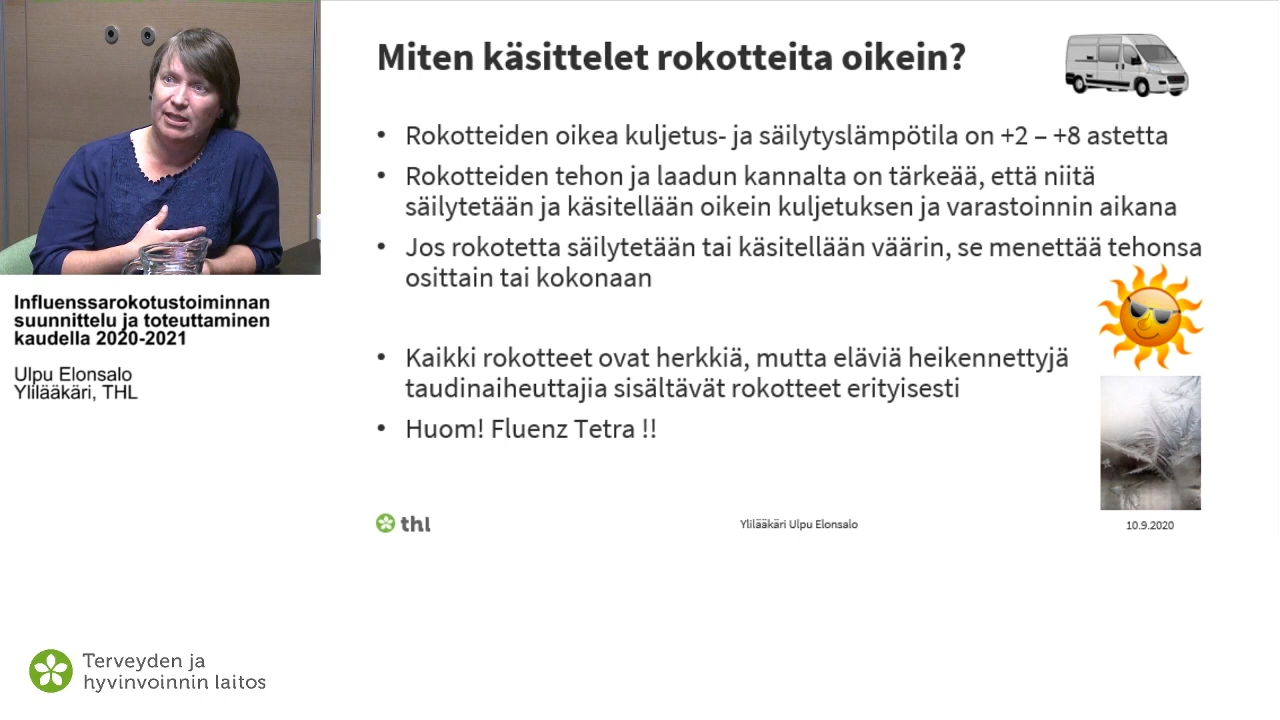 Miten käsittelet rokotteita oikein?
• Rokotteiden oikea kuljetus- ja säilytyslämpötila on +2 – +8 astetta
• Rokotteiden tehon ja laadun kannalta on tärkeää, että niitä
säilytetään ja käsitellään oikein kuljetuksen ja varastoinnin aikana
• Jos rokotetta säilytetään tai käsitellään väärin, se menettää tehonsa
osittain tai kokonaan
• Kaikki rokotteet ovat herkkiä, mutta eläviä heikennettyjä
taudinaiheuttajia sisältävät rokotteet erityisesti
• Huom! Fluenz Tetra !!
thl
Ylilääkäri Ulpu Elonsalo
10.9.2020
Influenssarokotustoiminnan
suunnittelu ja toteuttaminen
kaudella 2020-2021
Ulpu Elonsalo
Ylilääkäri, THL
Terveyden ja
hyvinvoinnin laitos